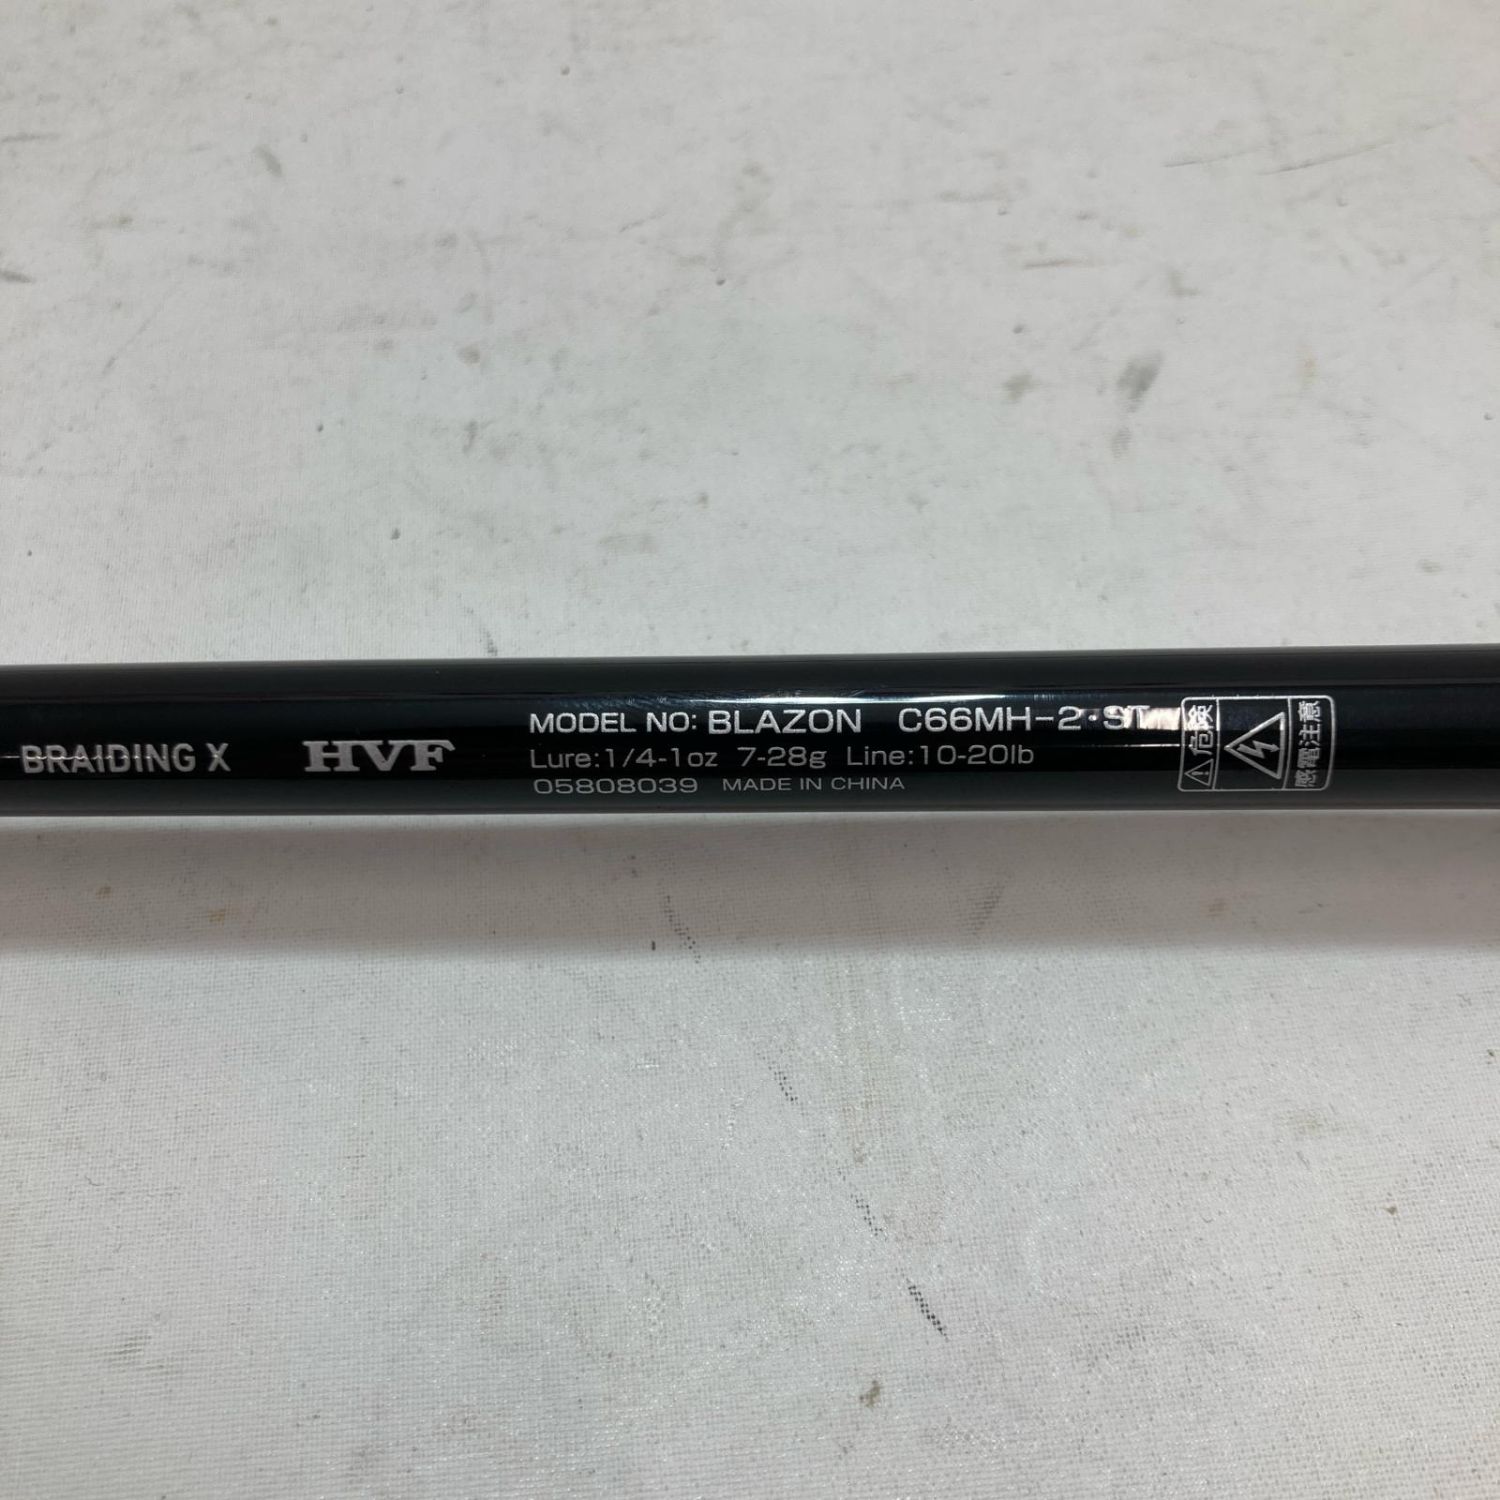 BRAIDING X HVF
MODEL NO: BLAZON C66MH-2・ST
Lure:1/4-1oz 7-28g Line:10-20lb
05808039 MADE IN CHINA
危険
感電注意